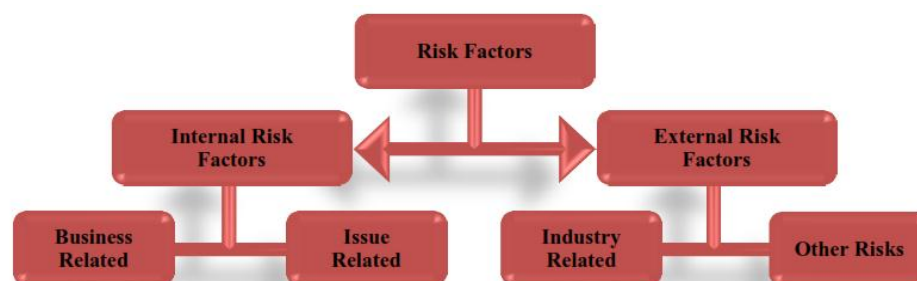 Risk Factors
Internal Risk
Factors
External Risk
Factors
Business
Related
Issue
Related
Industry
Related
Other Risks